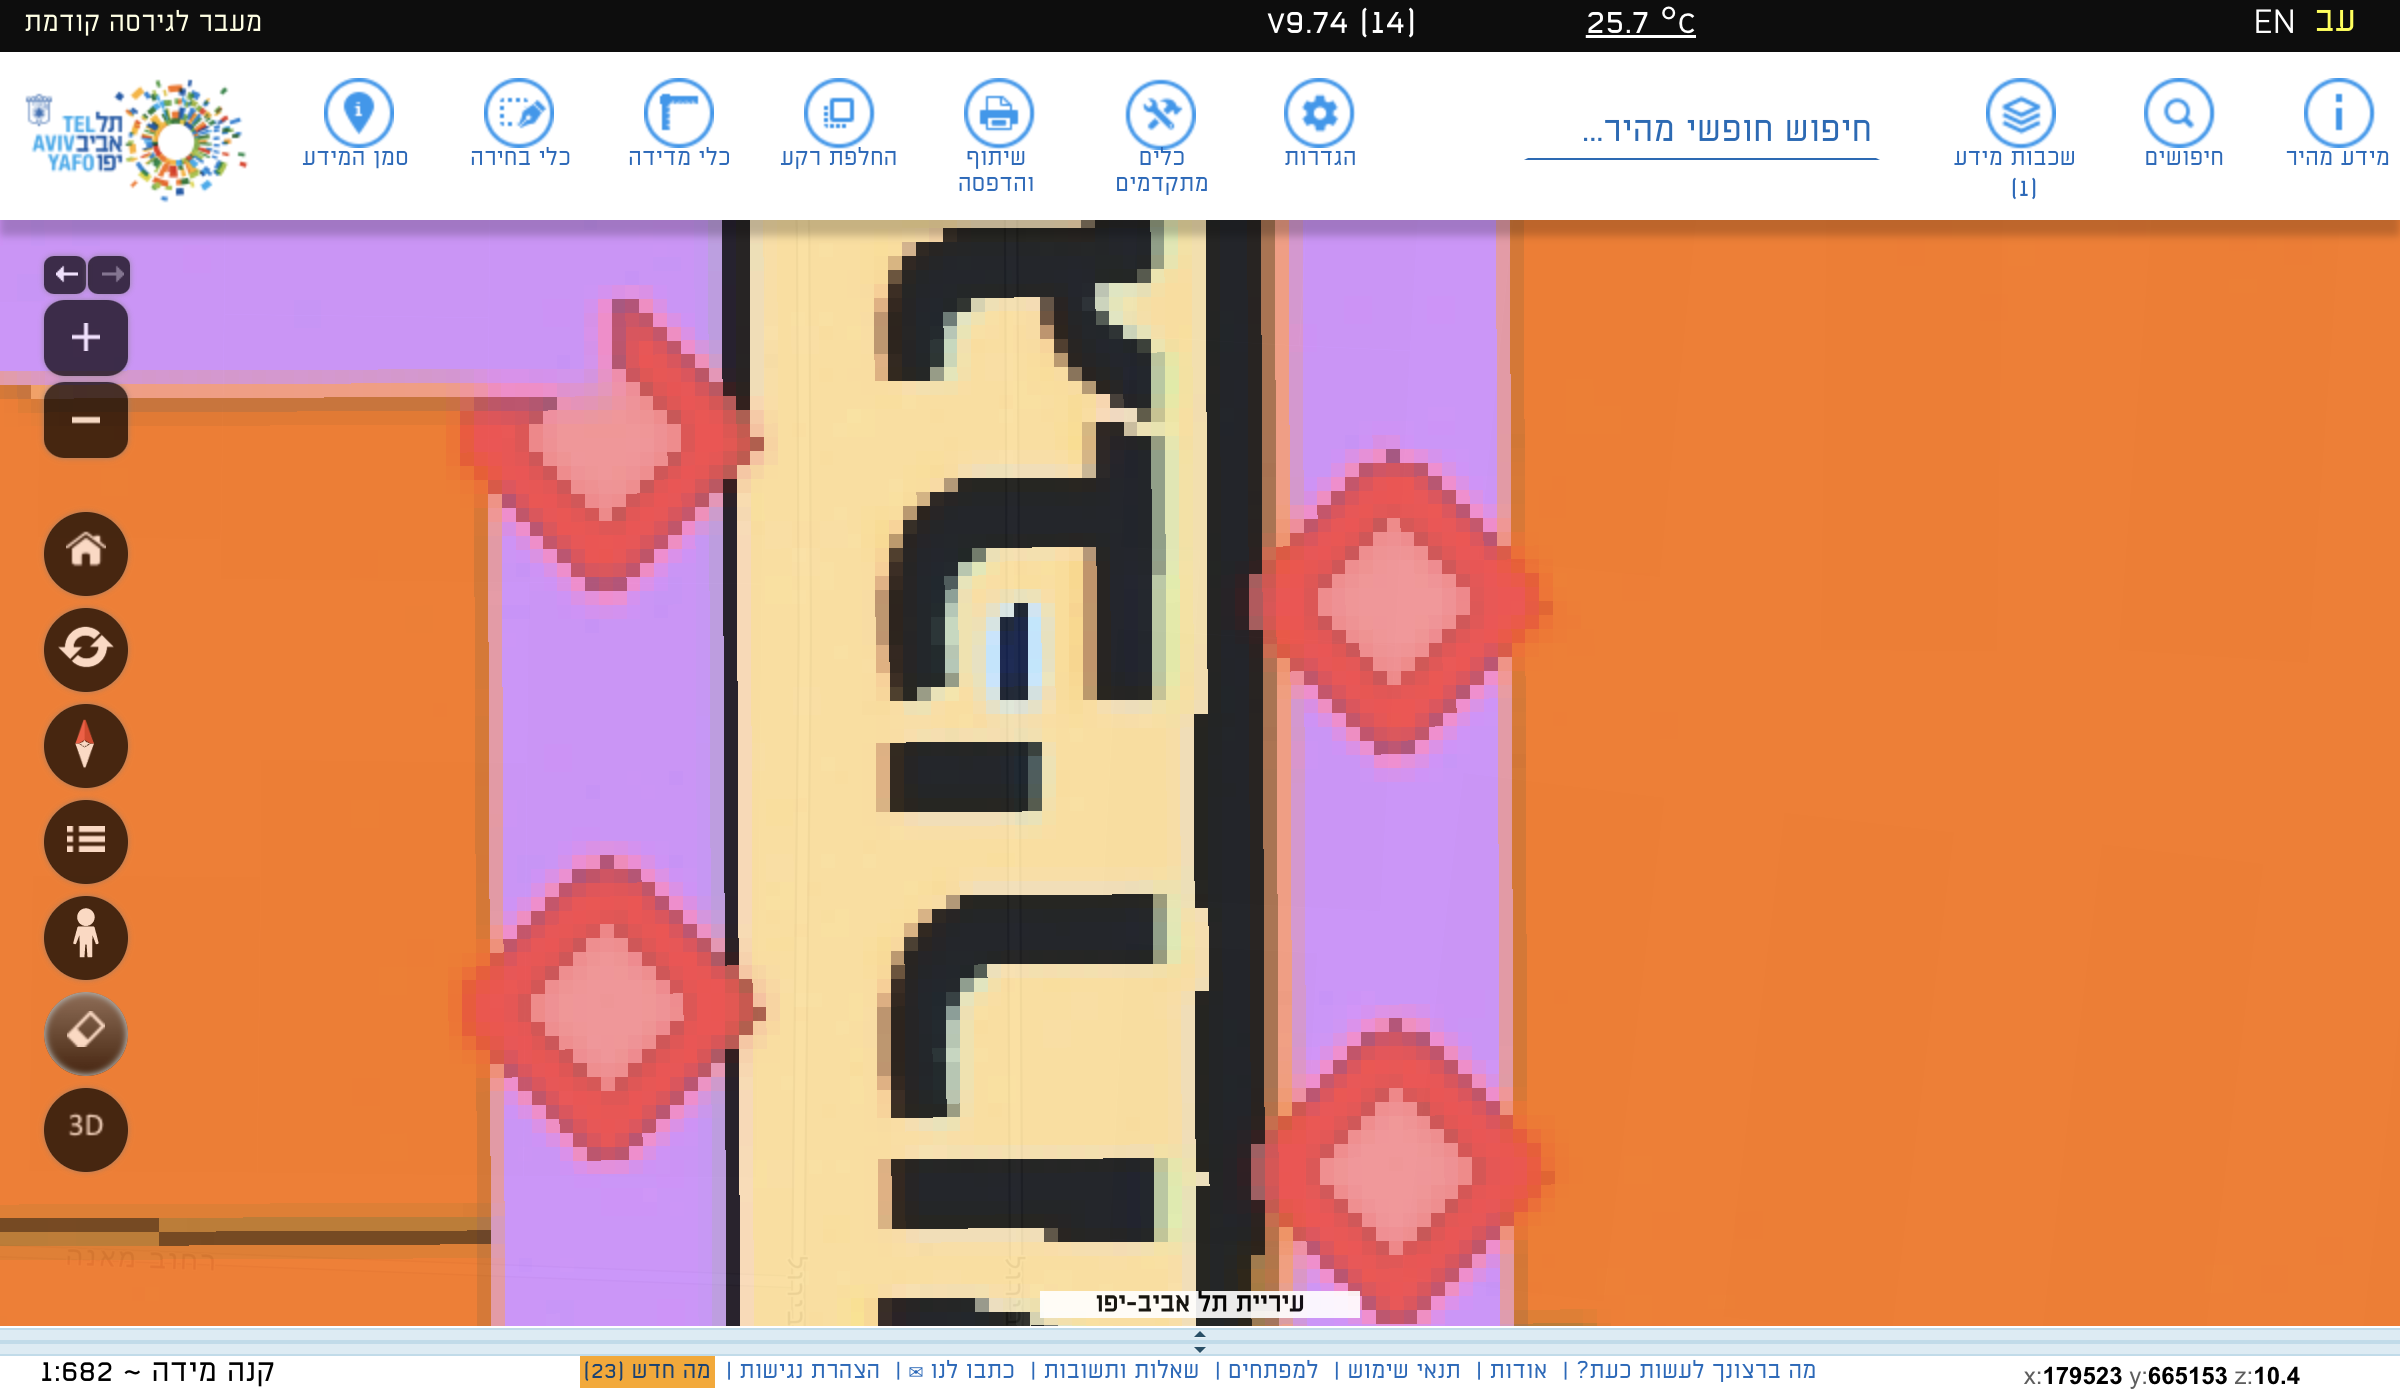 מעבר לגירסה קודמת
V9.74 (14)
25.7 °C
EN עב
TEL AVIV YAFO
תל אביב יפו
סמן המידע
כלי בחירה
כלי מדידה
החלפת רקע
שיתוף והדפסה
כלים מתקדמים
הגדרות
חיפוש חופשי מהיר...
שכבות מידע (1)
חיפושים
מידע מהיר
3D
רחוב מאנה
עיריית תל אביב-יפו
קנה מידה ~ 1:682
מה ברצונך לעשות כעת? | אודות | תנאי שימוש | למפתחים | שאלות ותשובות | כתבו לנו ✉ | הצהרת נגישות | מה חדש (23)
x:179523 y:665153 z:10.4